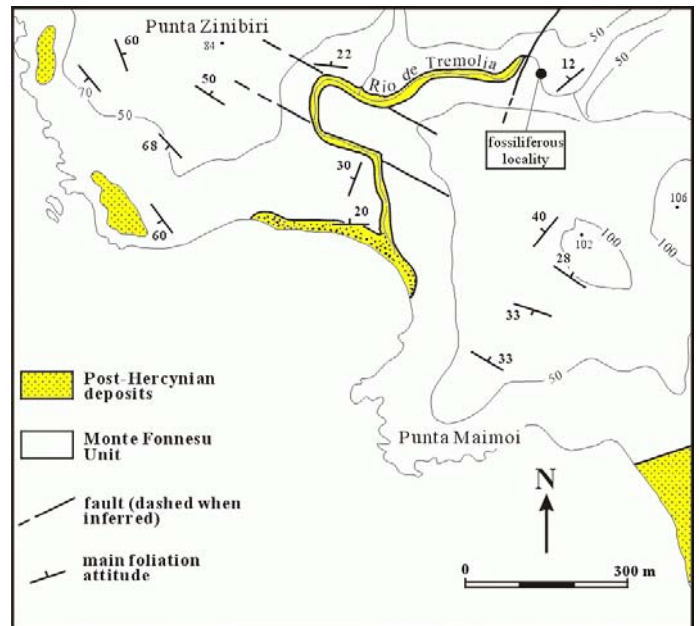 Punta Zinibiri
60
84
22
50
12
50
Rio de Tremolia
50
70
50
fossiliferous
locality
68
30
106
40
20
60
102
100
100
28
33
33
50
Post-Hercynian
deposits
Monte Fonnesu
Unit
Punta Maimoi
fault (dashed when
inferred)
N
main foliation
attitude
0
300 m